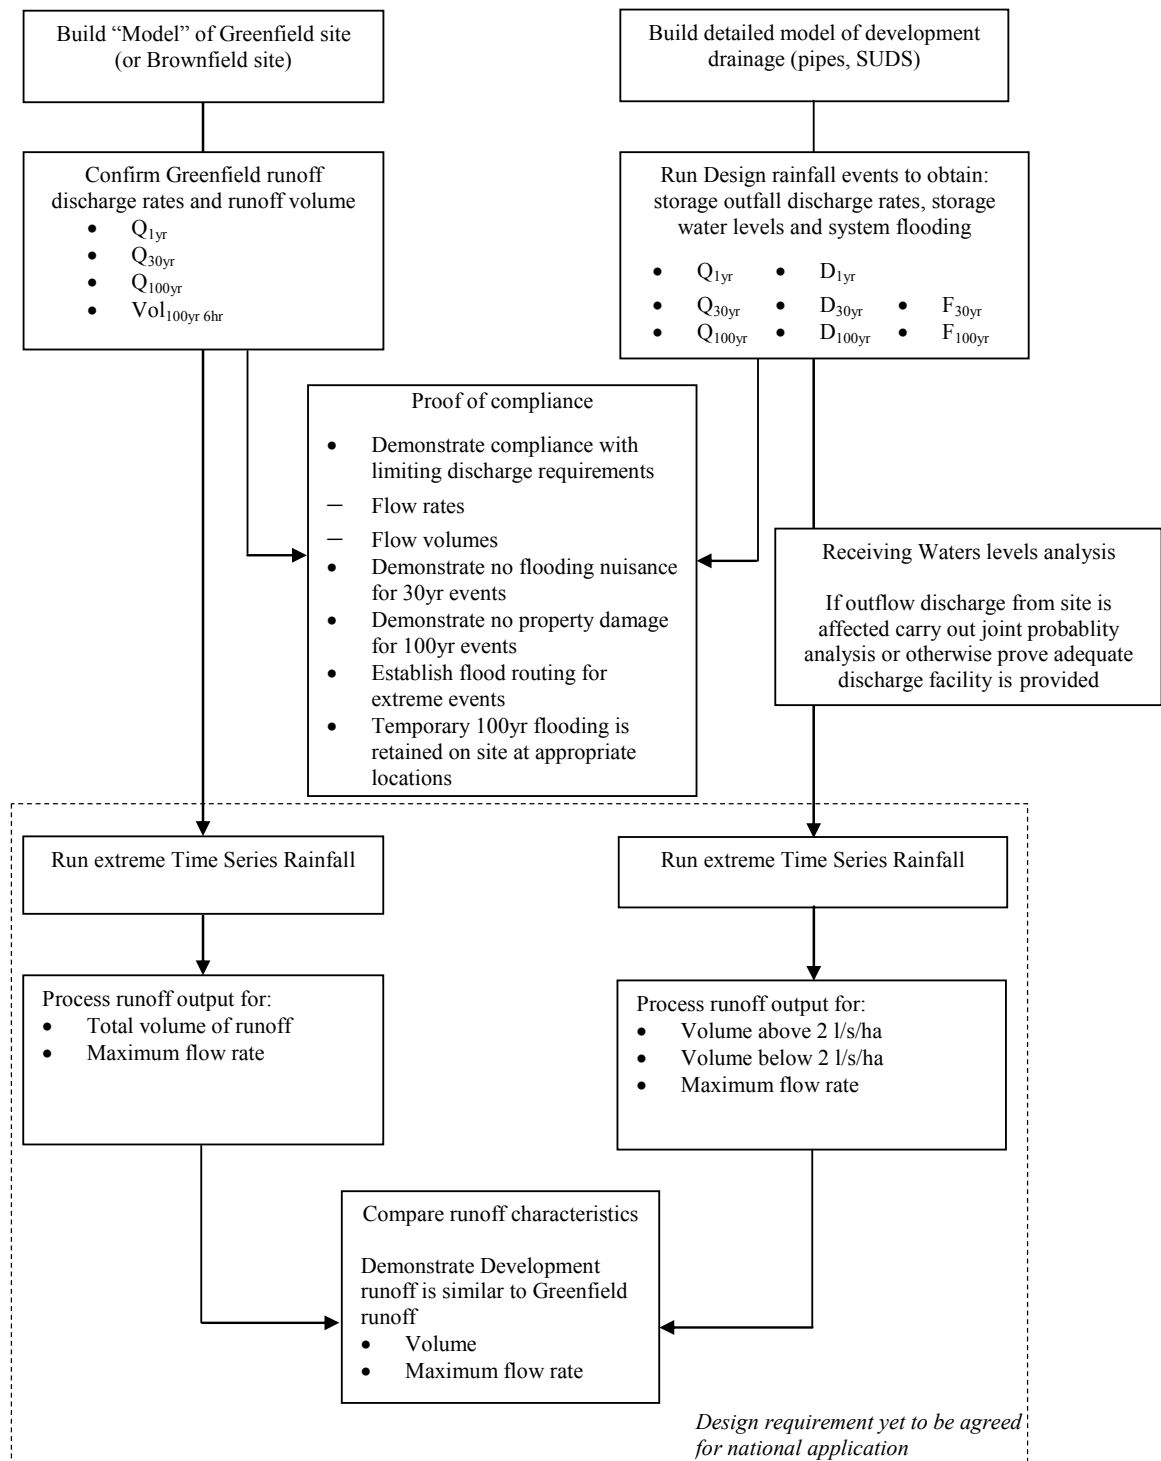 Build “Model” of Greenfield site
(or Brownfield site)
Build detailed model of development
drainage (pipes, SUDS)
Confirm Greenfield runoff
discharge rates and runoff volume
• Q1yr
• Q30yr
• Q100yr
• Vol100yr 6hr
Run Design rainfall events to obtain:
storage outfall discharge rates, storage
water levels and system flooding
• Q1yr • D1yr
• Q30yr • D30yr • F30yr
• Q100yr • D100yr • F100yr
Proof of compliance
• Demonstrate compliance with
limiting discharge requirements
– Flow rates
– Flow volumes
• Demonstrate no flooding nuisance
for 30yr events
• Demonstrate no property damage
for 100yr events
• Establish flood routing for
extreme events
• Temporary 100yr flooding is
retained on site at appropriate
locations
Receiving Waters levels analysis
If outflow discharge from site is
affected carry out joint probablity
analysis or otherwise prove adequate
discharge facility is provided
Run extreme Time Series Rainfall
Run extreme Time Series Rainfall
Process runoff output for:
• Total volume of runoff
• Maximum flow rate
Process runoff output for:
• Volume above 2 l/s/ha
• Volume below 2 l/s/ha
• Maximum flow rate
Compare runoff characteristics
Demonstrate Development
runoff is similar to Greenfield
runoff
• Volume
• Maximum flow rate
Design requirement yet to be agreed
for national application